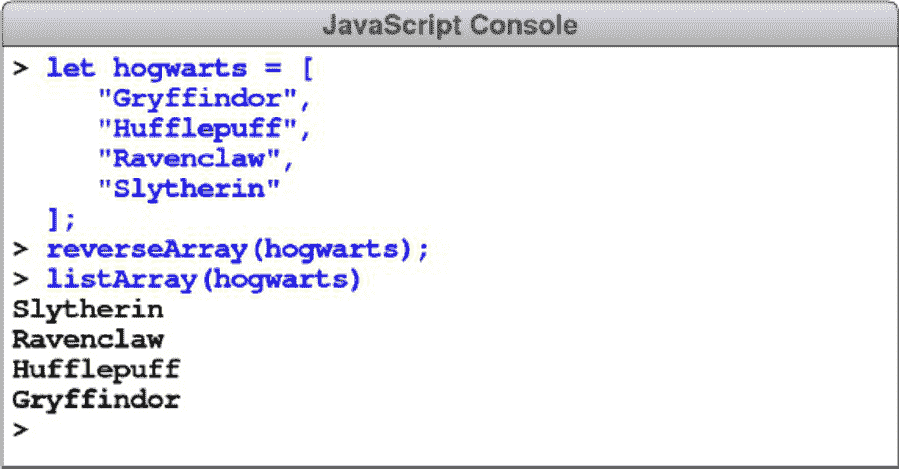 JavaScript Console
> let hogwarts = [
"Gryffindor",
"Hufflepuff",
"Ravenclaw",
"Slytherin"
];
> reverseArray(hogwarts);
> listArray(hogwarts)
Slytherin
Ravenclaw
Hufflepuff
Gryffindor
>